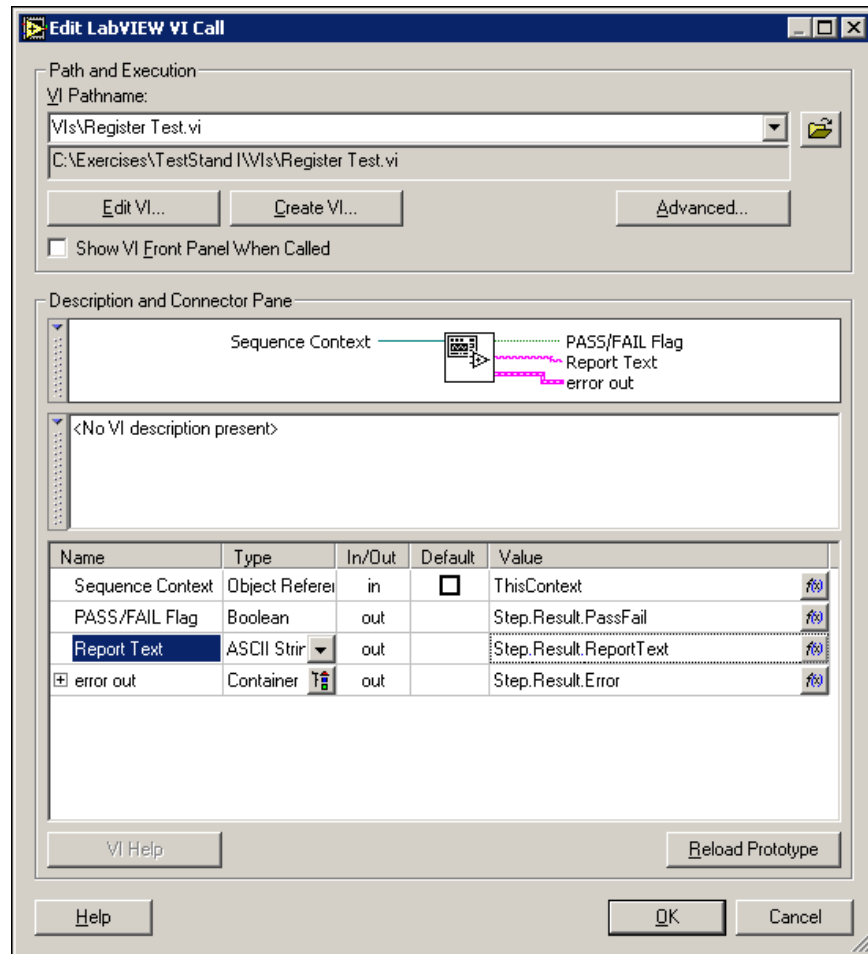 Edit LabVIEW VI Call
Path and Execution
VI Pathname:
VIs\Register Test.vi
C:\Exercises\TestStand I\VIs\Register Test.vi
Edit VI...
Create VI...
Advanced...
Show VI Front Panel When Called
Description and Connector Pane
Sequence Context
PASS/FAIL Flag
Report Text
error out
<No VI description present>
Name Type In/Out Default Value
Sequence Context Object Referei in ThisContext f(x)
PASS/FAIL Flag Boolean out Step.Result.PassFail f(x)
Report Text ASCII Strir out Step.Result.ReportText f(x)
error out Container out Step.Result.Error f(x)
VI Help
Reload Prototype
Help
OK
Cancel